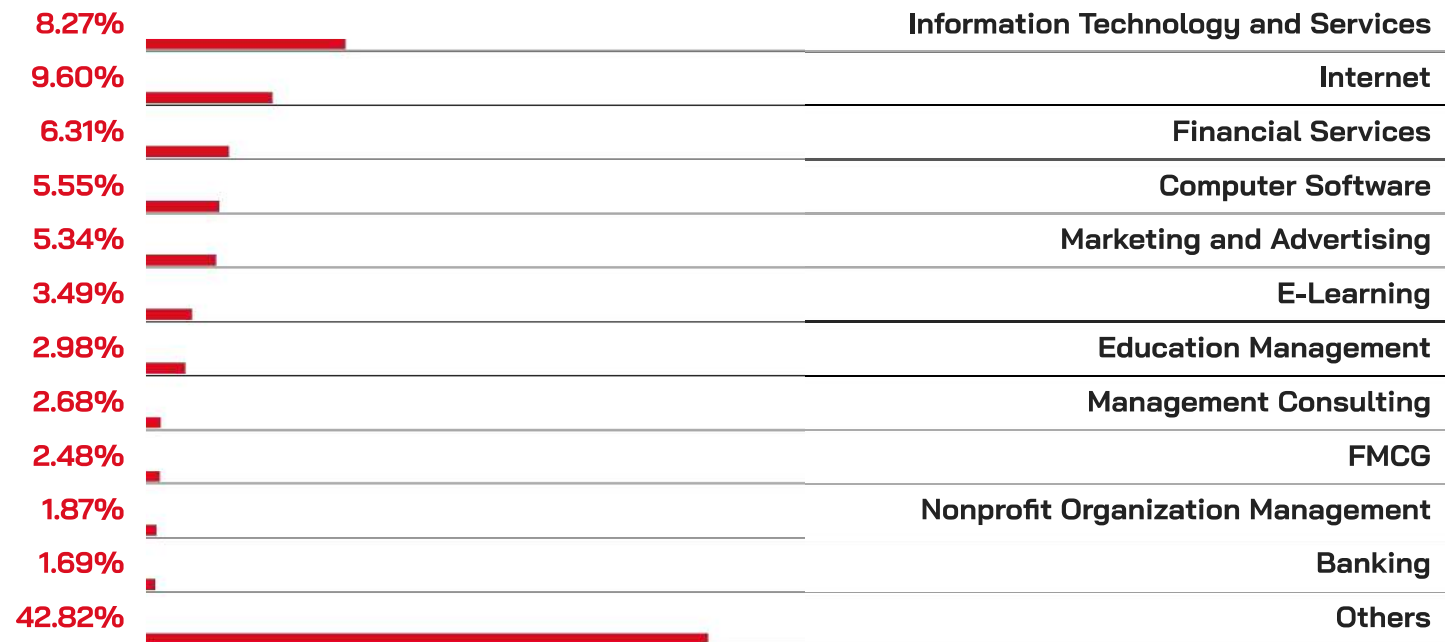 8.27% Information Technology and Services
9.60% Internet
6.31% Financial Services
5.55% Computer Software
5.34% Marketing and Advertising
3.49% E-Learning
2.98% Education Management
2.68% Management Consulting
2.48% FMCG
1.87% Nonprofit Organization Management
1.69% Banking
42.82% Others